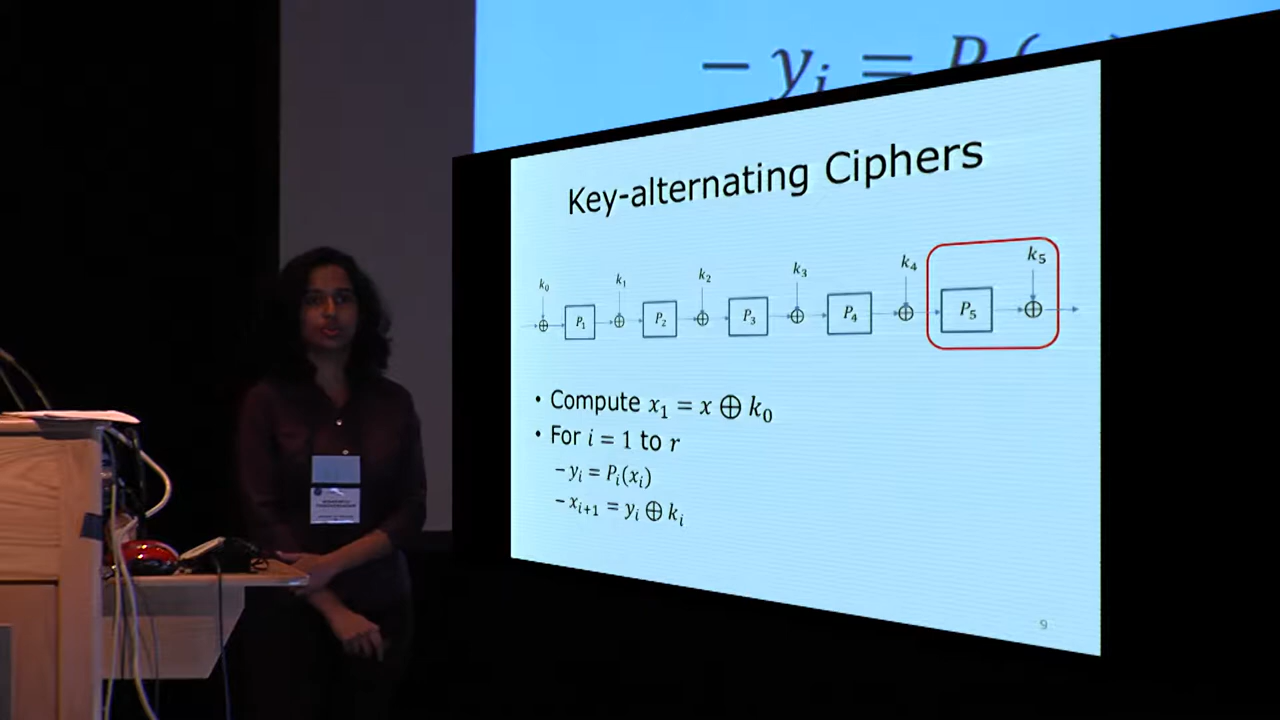 − yᵢ = P
Key-alternating Ciphers
k₀ k₁ k₂ k₃ k₄ k₅
P₁ P₂ P₃ P₄ P₅
• Compute x₁ = x ⊕ k₀
• For i = 1 to r
− yᵢ = Pᵢ(xᵢ)
− xᵢ₊₁ = yᵢ ⊕ kᵢ
9